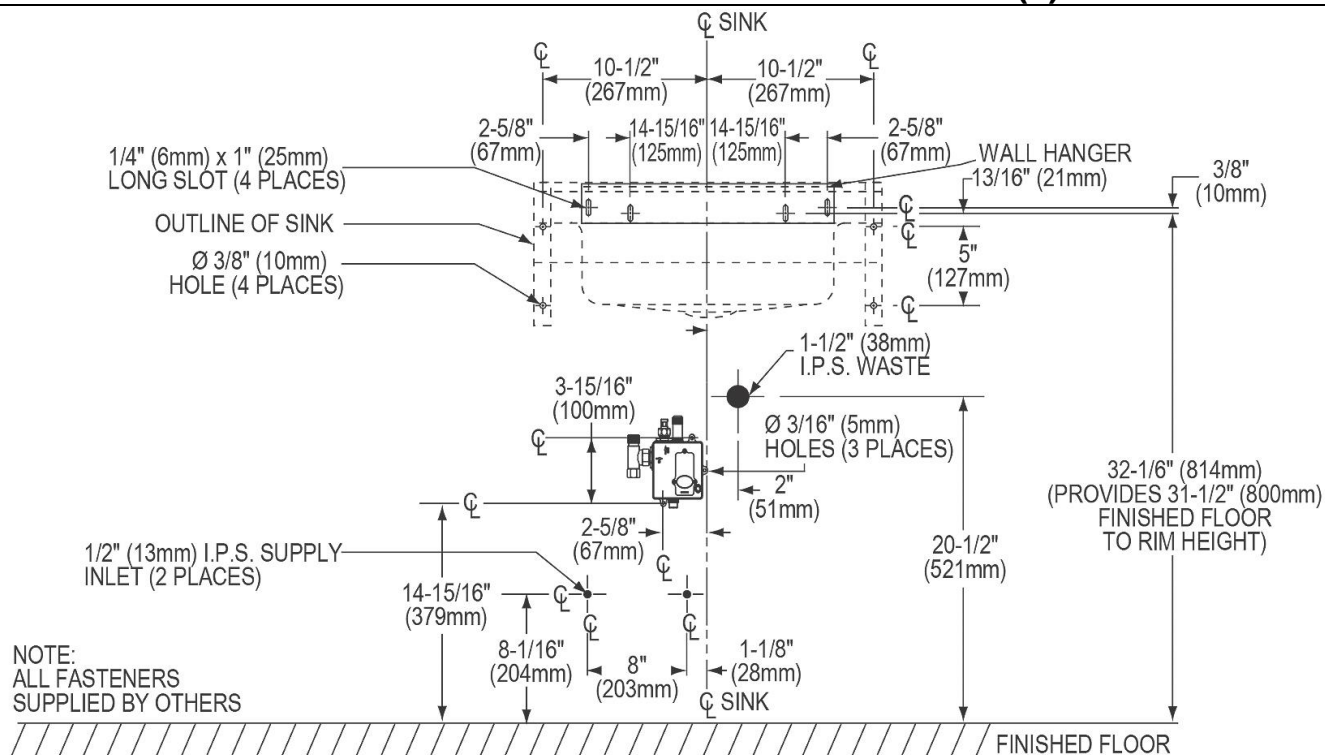 ℄ SINK
℄
℄
10-1/2"
(267mm)
10-1/2"
(267mm)
2-5/8"
(67mm)
14-15/16"
(125mm)
14-15/16"
(125mm)
2-5/8"
(67mm)
WALL HANGER
13/16" (21mm)
3/8"
(10mm)
1/4" (6mm) x 1" (25mm)
LONG SLOT (4 PLACES)
℄
℄
OUTLINE OF SINK
5"
(127mm)
Ø 3/8" (10mm)
HOLE (4 PLACES)
℄
1-1/2" (38mm)
I.P.S. WASTE
3-15/16"
(100mm)
℄
Ø 3/16" (5mm)
HOLES (3 PLACES)
32-1/6" (814mm)
(PROVIDES 31-1/2" (800mm)
FINISHED FLOOR
TO RIM HEIGHT)
2"
(51mm)
℄
2-5/8"
(67mm)
20-1/2"
(521mm)
1/2" (13mm) I.P.S. SUPPLY
INLET (2 PLACES)
℄
14-15/16"
(379mm)
℄
℄
℄
8-1/16"
(204mm)
8"
(203mm)
1-1/8"
(28mm)
NOTE:
ALL FASTENERS
SUPPLIED BY OTHERS
℄ SINK
FINISHED FLOOR